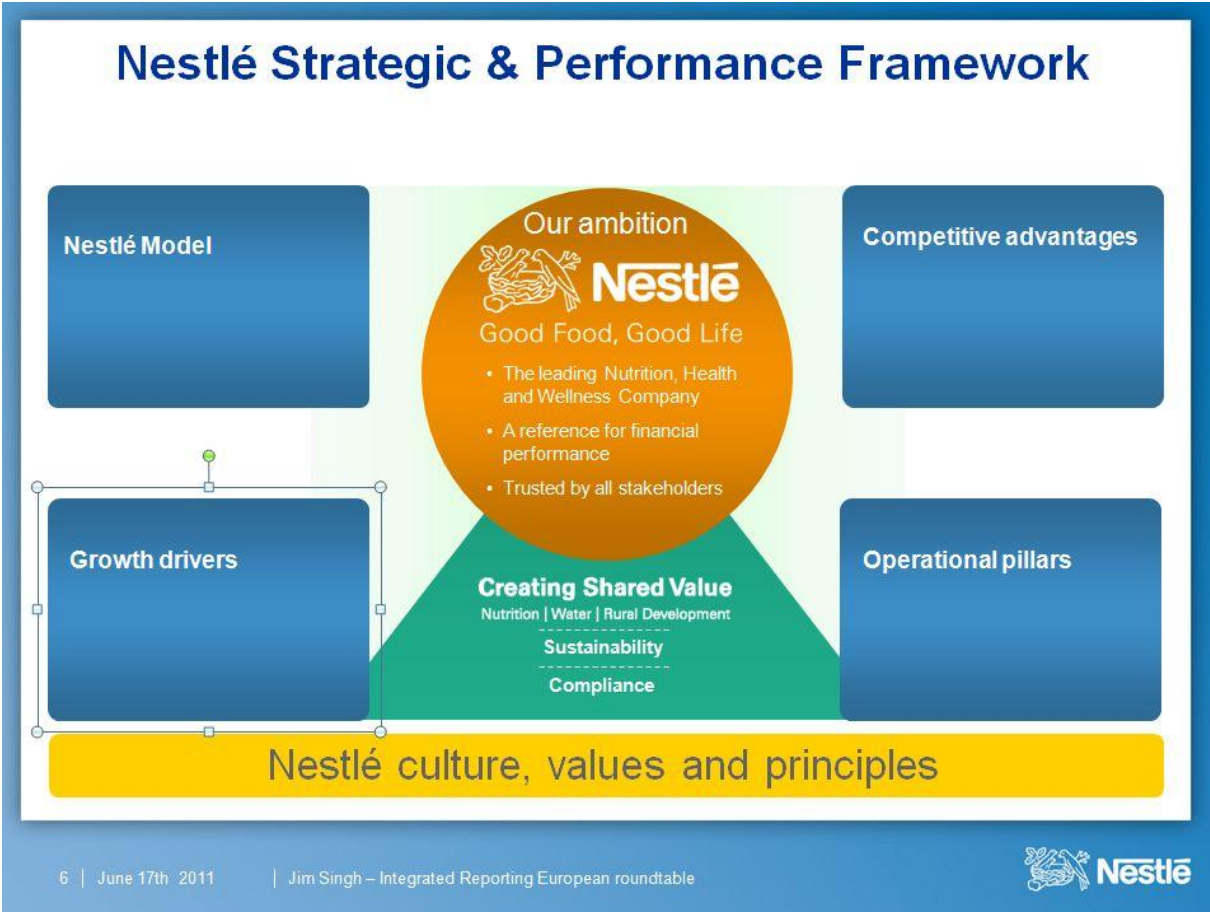 Nestlé Strategic & Performance Framework
Nestlé Model
Our ambition
Nestlé
Good Food, Good Life
• The leading Nutrition, Health
and Wellness Company
• A reference for financial
performance
• Trusted by all stakeholders
Competitive advantages
Growth drivers
Creating Shared Value
Nutrition | Water | Rural Development
Sustainability
Compliance
Operational pillars
Nestlé culture, values and principles
6 | June 17th 2011 | Jim Singh – Integrated Reporting European roundtable
Nestlé